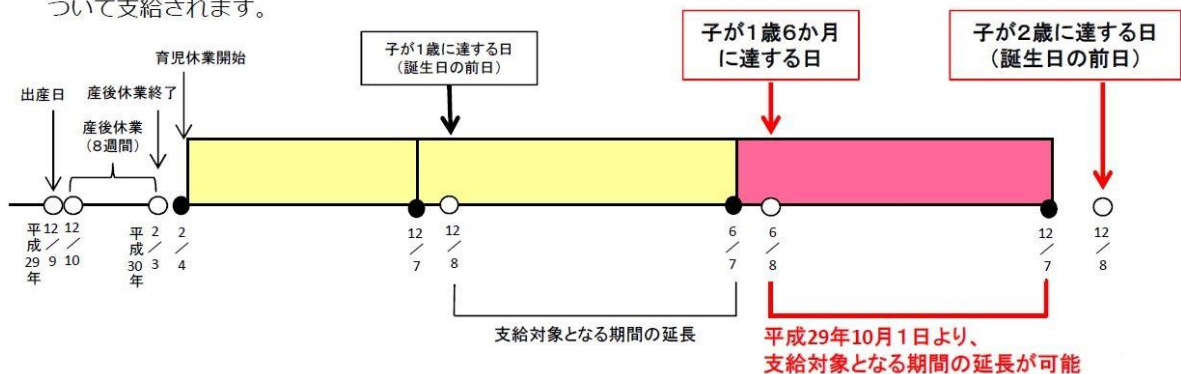 ついて支給されます。
子が1歳6か月
に達する日
子が2歳に達する日
（誕生日の前日）
子が1歳に達する日
（誕生日の前日）
育児休業開始
出産日
産後休業終了
産後休業
（8週間）
平成29年
12/9
12/10
平成30年
2/3
2/4
12/7
12/8
6/7
6/8
12/7
12/8
支給対象となる期間の延長
平成29年10月1日より、
支給対象となる期間の延長が可能